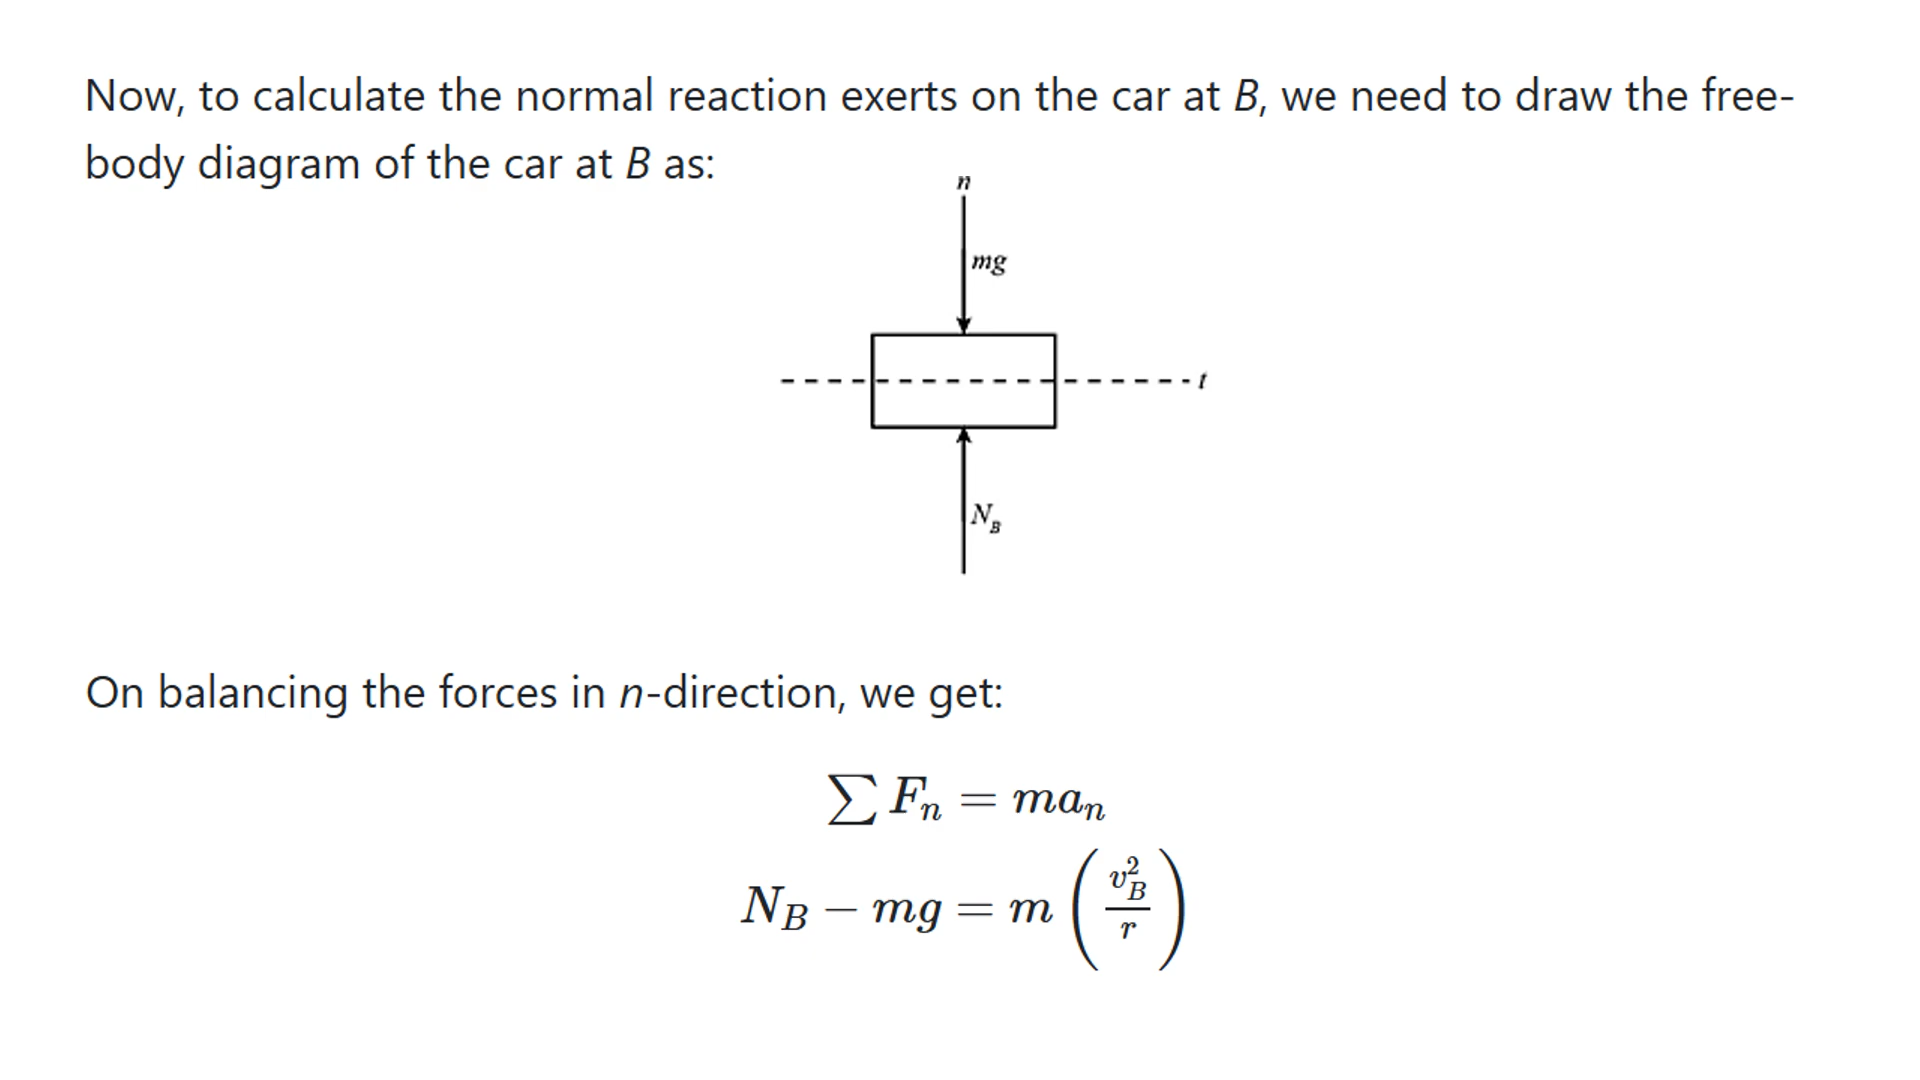 Now, to calculate the normal reaction exerts on the car at B, we need to draw the free-
body diagram of the car at B as:
n
mg
t
N_B
On balancing the forces in n-direction, we get:
∑ F_n = ma_n
N_B − mg = m (v_B^2 / r)